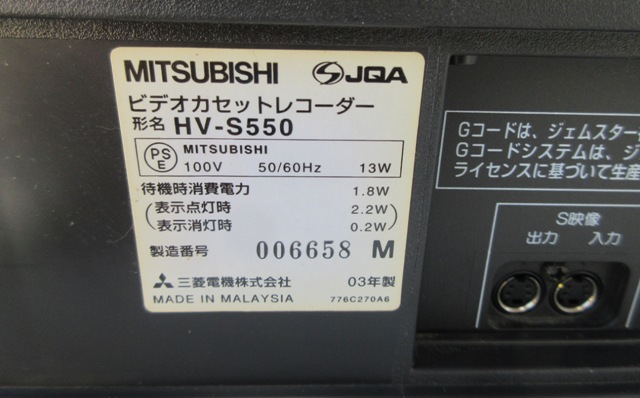 MITSUBISHI JQA
ビデオカセットレコーダー
形名 HV-S550
PSE MITSUBISHI
100V 50/60Hz 13W
待機時消費電力 1.8W
(表示点灯時 2.2W)
(表示消灯時 0.2W)
製造番号 006658 M
三菱電機株式会社 03年製
MADE IN MALAYSIA 776C270A6
Gコードは、ジェムスター
Gコードシステムは、ジ
ライセンスに基づいて生産
S映像
出力 入力